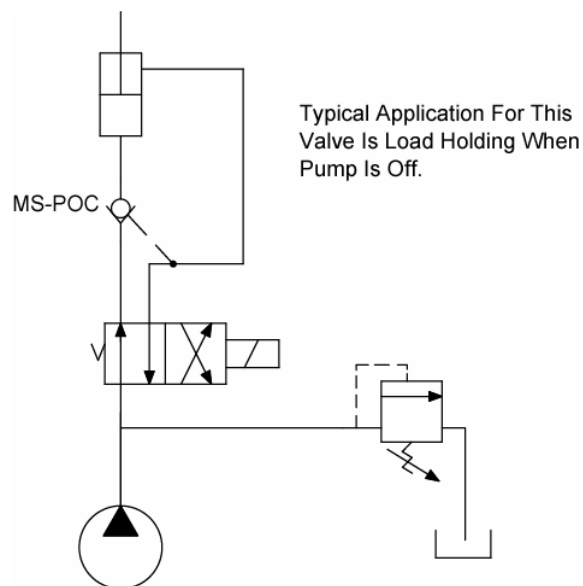 Typical Application For This
Valve Is Load Holding When
Pump Is Off.
MS-POC